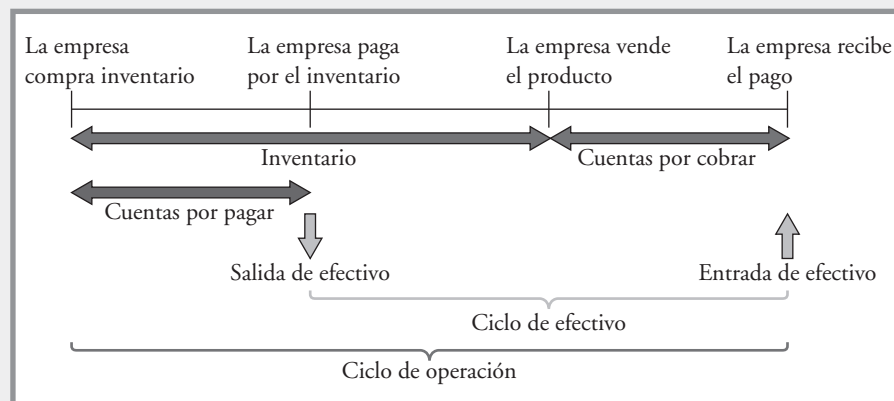 La empresa
compra inventario
La empresa paga
por el inventario
La empresa vende
el producto
La empresa recibe
el pago
Inventario
Cuentas por cobrar
Cuentas por pagar
Salida de efectivo
Entrada de efectivo
Ciclo de efectivo
Ciclo de operación